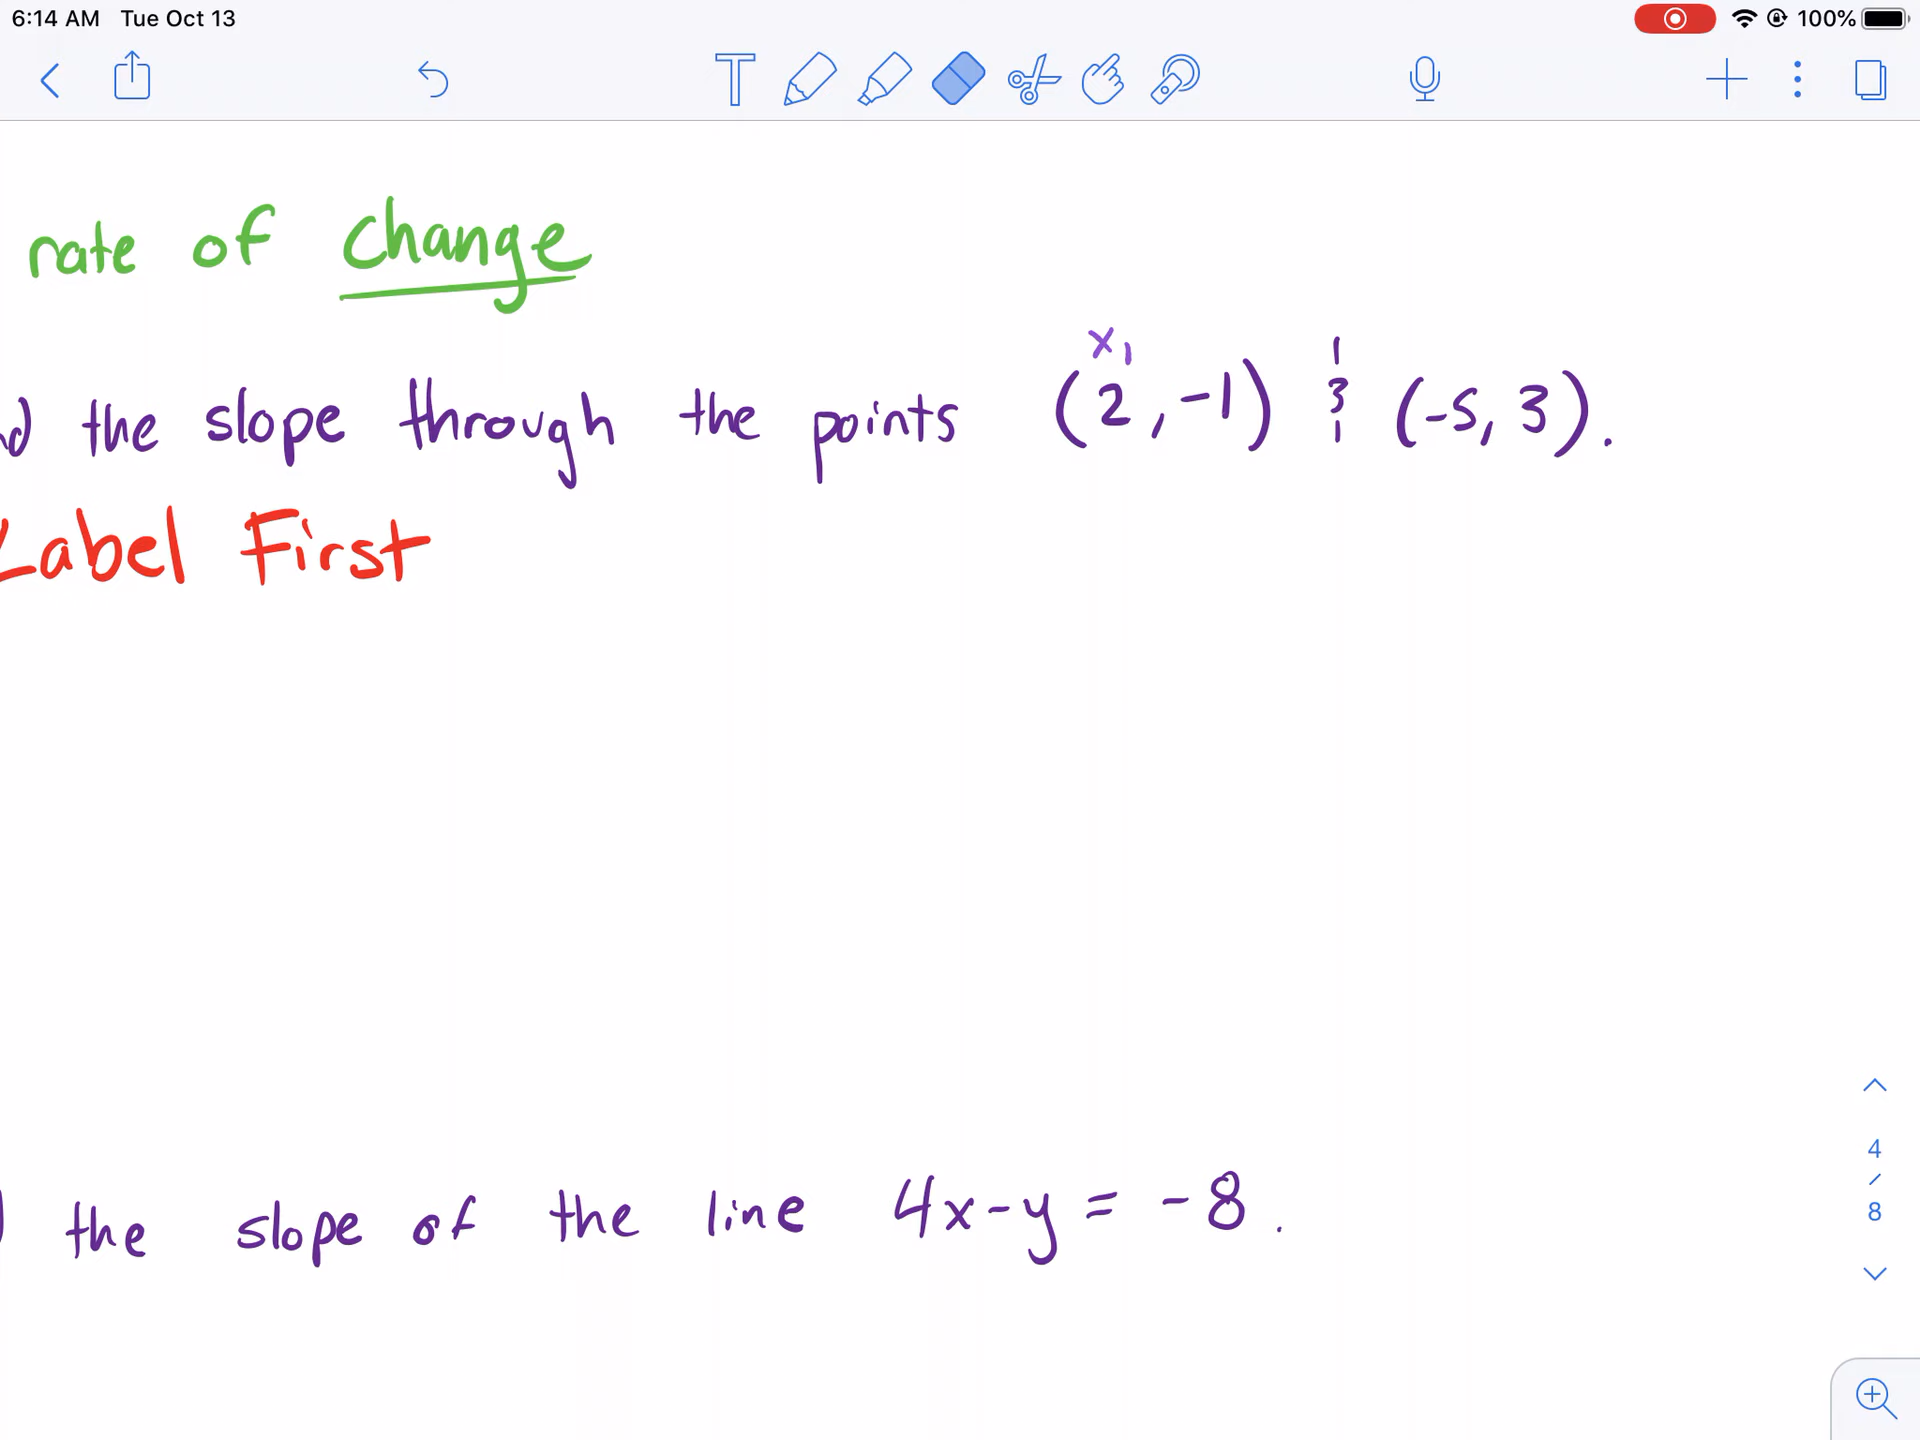 6:14 AM Tue Oct 13 100%
rate of change
x₁
the slope through the points (2, -1) & (-5, 3).
Label First
the slope of the line 4x-y = -8.
4
/
8